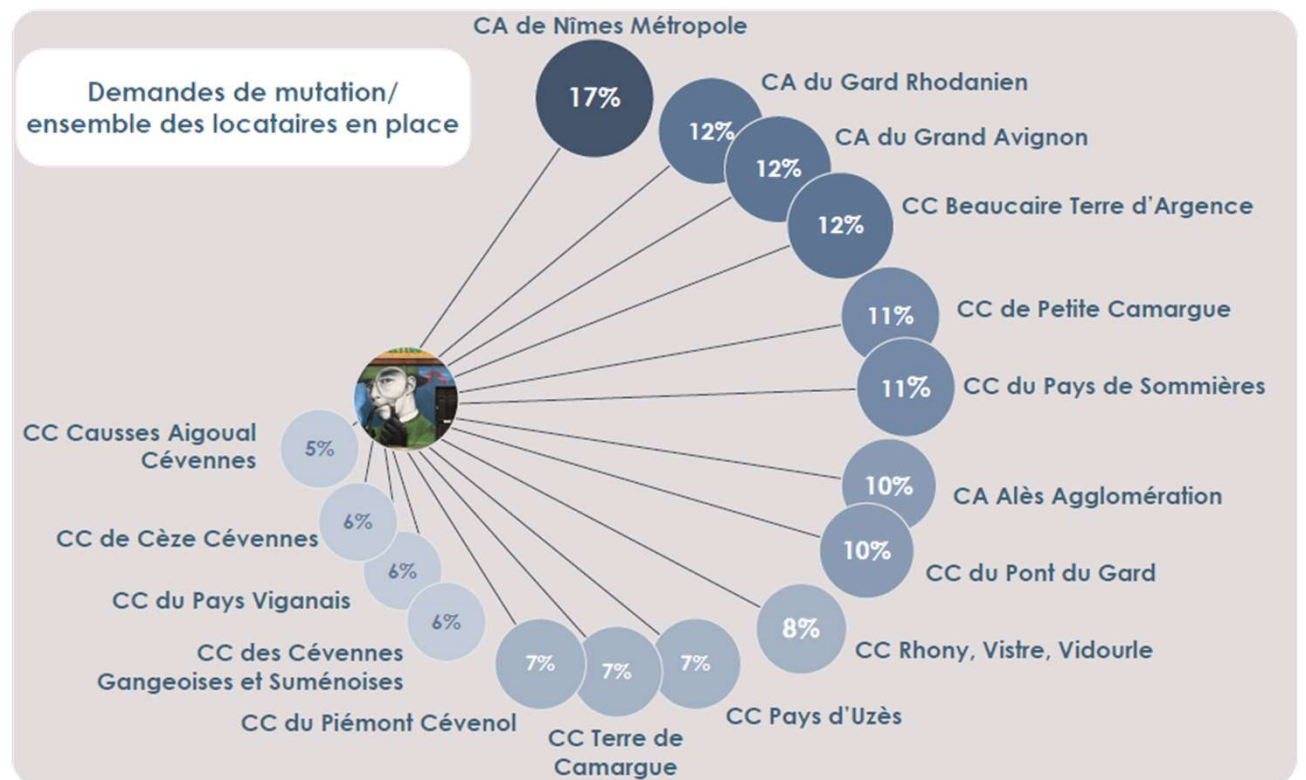 Demandes de mutation/
ensemble des locataires en place
CA de Nîmes Métropole
17%
CA du Gard Rhodanien
12%
CA du Grand Avignon
12%
CC Beaucaire Terre d'Argence
12%
CC de Petite Camargue
11%
CC du Pays de Sommières
11%
CA Alès Agglomération
10%
CC du Pont du Gard
10%
CC Rhony, Vistre, Vidourle
8%
CC Pays d'Uzès
7%
CC Terre de
Camargue
7%
CC du Piémont Cévenol
7%
CC des Cévennes
Gangeoises et Suménoises
6%
CC du Pays Viganais
6%
CC de Cèze Cévennes
6%
CC Causses Aigoual
Cévennes
5%